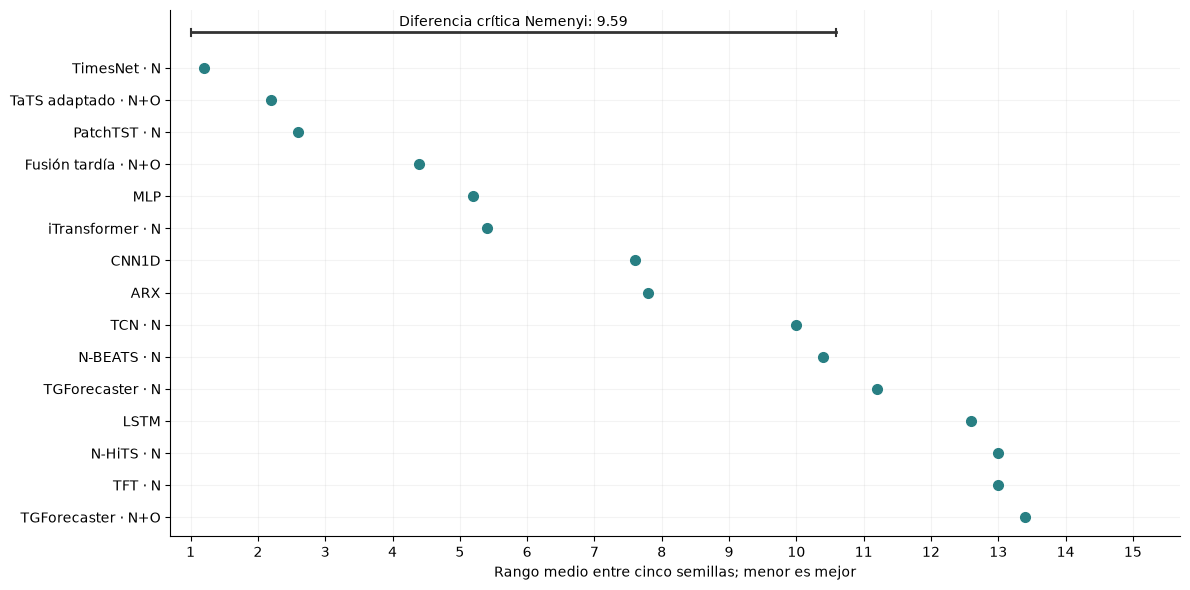 Diferencia crítica Nemenyi: 9.59
TimesNet · N
TaTS adaptado · N+O
PatchTST · N
Fusión tardía · N+O
MLP
iTransformer · N
CNN1D
ARX
TCN · N
N-BEATS · N
TGForecaster · N
LSTM
N-HiTS · N
TFT · N
TGForecaster · N+O
1 2 3 4 5 6 7 8 9 10 11 12 13 14 15
Rango medio entre cinco semillas; menor es mejor